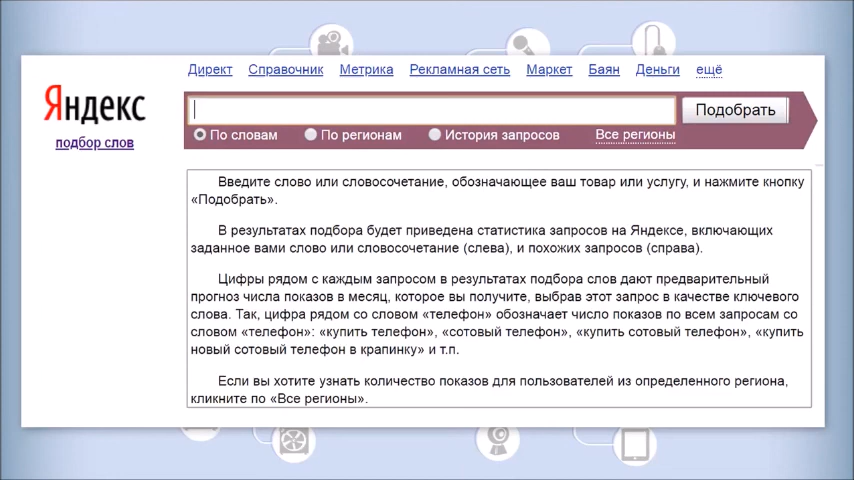 Директ Справочник Метрика Рекламная сеть Маркет Баян Деньги ещё
Яндекс
подбор слов
Подобрать
По словам По регионам История запросов Все регионы
Введите слово или словосочетание, обозначающее ваш товар или услугу, и нажмите кнопку
«Подобрать».
В результатах подбора будет приведена статистика запросов на Яндексе, включающих
заданное вами слово или словосочетание (слева), и похожих запросов (справа).
Цифры рядом с каждым запросом в результатах подбора слов дают предварительный
прогноз числа показов в месяц, которое вы получите, выбрав этот запрос в качестве ключевого
слова. Так, цифра рядом со словом «телефон» обозначает число показов по всем запросам со
словом «телефон»: «купить телефон», «сотовый телефон», «купить сотовый телефон», «купить
новый сотовый телефон в крапинку» и т.п.
Если вы хотите узнать количество показов для пользователей из определенного региона,
кликните по «Все регионы».